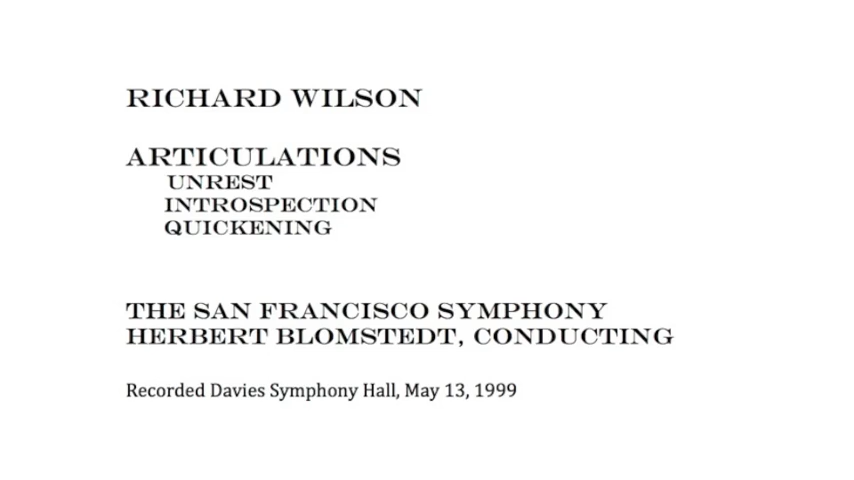 RICHARD WILSON
ARTICULATIONS
UNREST
INTROSPECTION
QUICKENING
THE SAN FRANCISCO SYMPHONY
HERBERT BLOMSTEDT, CONDUCTING
Recorded Davies Symphony Hall, May 13, 1999